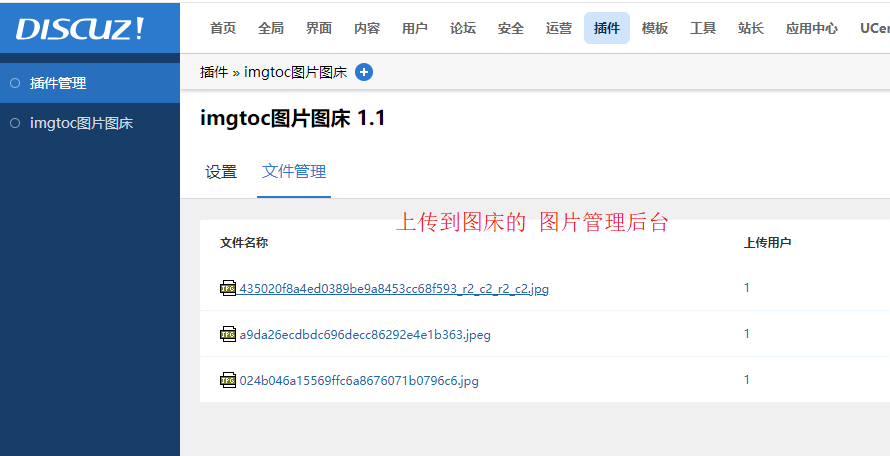 DISCUZ!
首页 全局 界面 内容 用户 论坛 安全 运营 插件 模板 工具 站长 应用中心 UCen
插件管理
imgtoc图片图床
插件 » imgtoc图片图床
imgtoc图片图床 1.1
设置 文件管理
上传到图床的 图片管理后台
文件名称 上传用户
435020f8a4ed0389be9a8453cc68f593_r2_c2_r2_c2.jpg 1
a9da26ecdbdc696decc86292e4e1b363.jpeg 1
024b046a15569ffc6a8676071b0796c6.jpg 1